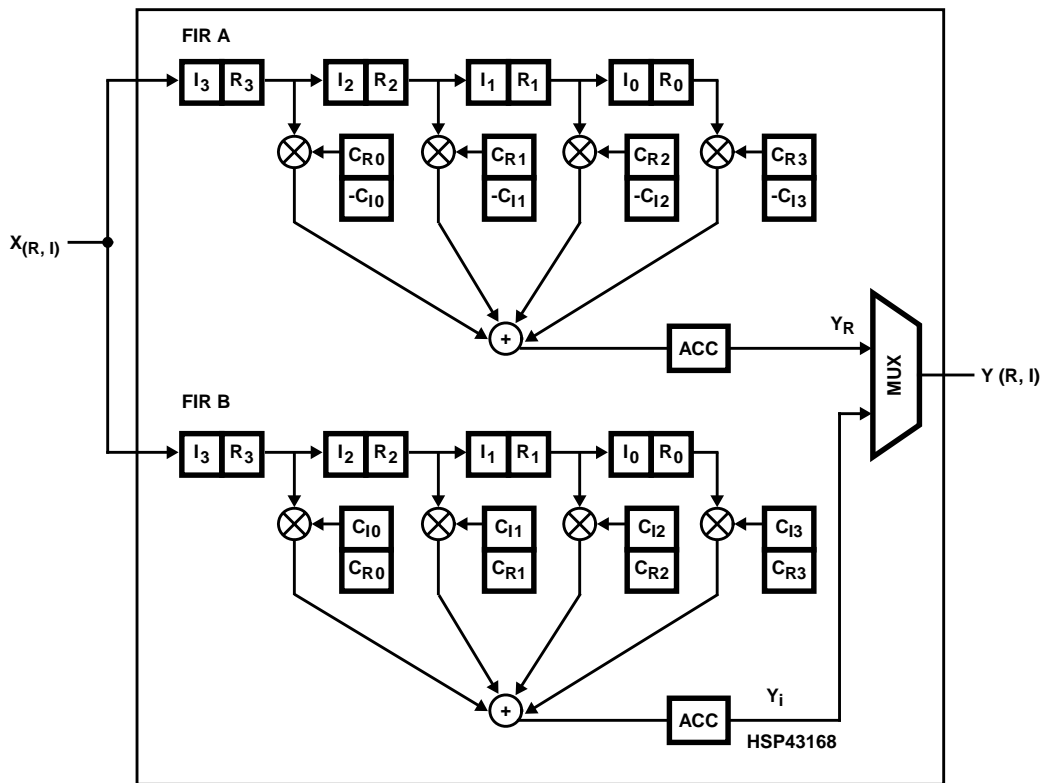 FIR A
I3 R3 I2 R2 I1 R1 I0 R0
CR0 CR1 CR2 CR3
-CI0 -CI1 -CI2 -CI3
X(R, I)
+
ACC
YR
MUX
Y (R, I)
FIR B
I3 R3 I2 R2 I1 R1 I0 R0
CI0 CI1 CI2 CI3
CR0 CR1 CR2 CR3
+
ACC
Yi
HSP43168